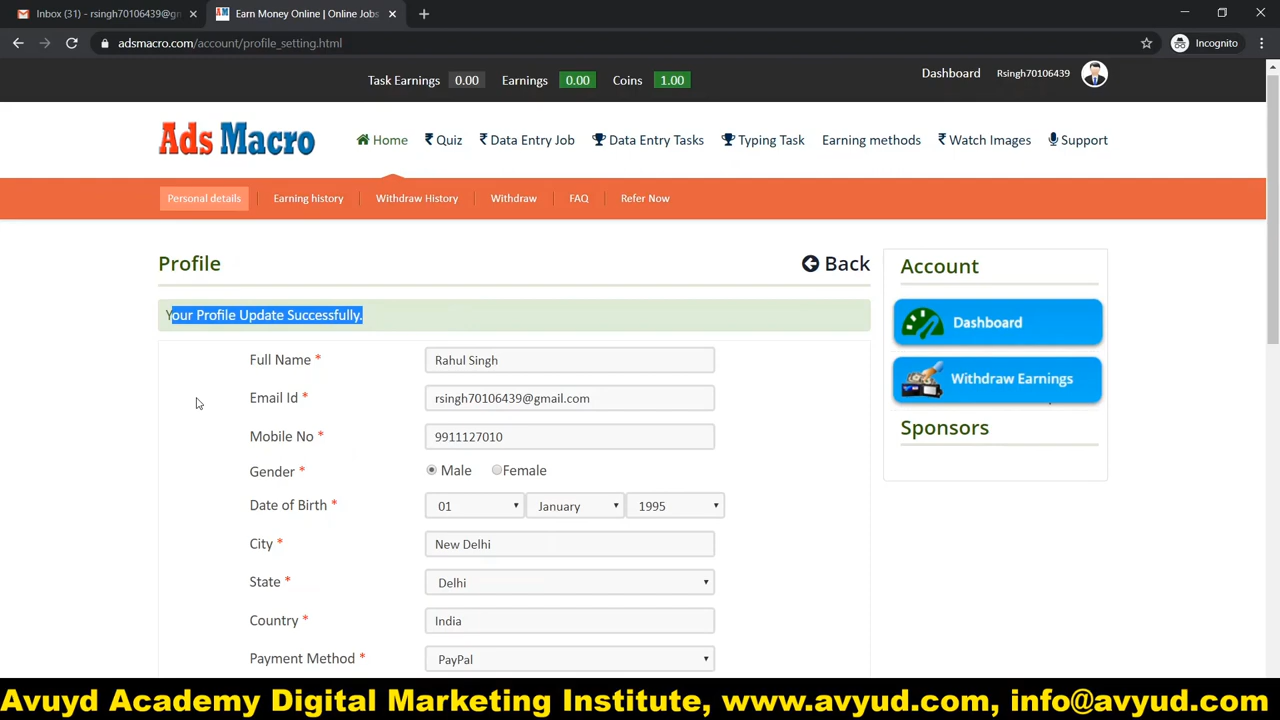 Inbox (31) - rsingh70106439@gn
Earn Money Online | Online Jobs
adsmacro.com/account/profile_setting.html
Incognito
Task Earnings 0.00 Earnings 0.00 Coins 1.00
Dashboard Rsingh70106439
Ads Macro
Home Quiz Data Entry Job Data Entry Tasks Typing Task Earning methods Watch Images Support
Personal details Earning history Withdraw History Withdraw FAQ Refer Now
Profile
Back
Your Profile Update Successfully.
Full Name * Rahul Singh
Email Id * rsingh70106439@gmail.com
Mobile No * 9911127010
Gender * Male Female
Date of Birth * 01 January 1995
City * New Delhi
State * Delhi
Country * India
Payment Method * PayPal
Account
Dashboard
Withdraw Earnings
Sponsors
Avuyd Academy Digital Marketing Institute, www.avyud.com, info@avyud.com